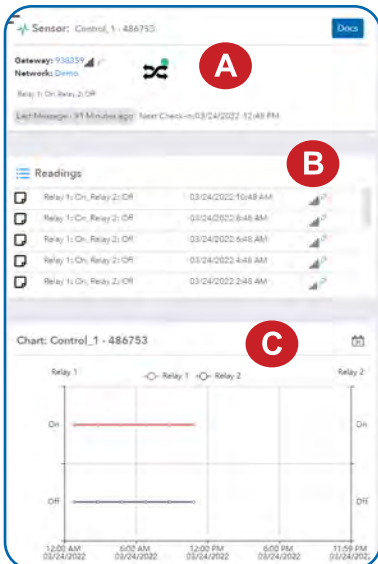 Sensor: Control_1 - 486753
Docs
Gateway: 938359
Network: Demo
A
Relay 1: On, Relay 2: Off
Last Message - 91 Minutes ago Next Check-in: 03/24/2022 12:48 PM
B
Readings
Relay 1: On, Relay 2: Off 03/24/2022 10:48 AM
Relay 1: On, Relay 2: Off 03/24/2022 8:48 AM
Relay 1: On, Relay 2: Off 03/24/2022 6:48 AM
Relay 1: On, Relay 2: Off 03/24/2022 4:48 AM
Relay 1: On, Relay 2: Off 03/24/2022 2:48 AM
C
Chart: Control_1 - 486753
Relay 1 Relay 1 Relay 2 Relay 2
On On
Off Off
12:00 AM 6:00 AM 12:00 PM 6:00 PM 11:59 PM
03/24/2022 03/24/2022 03/24/2022 03/24/2022 03/24/2022